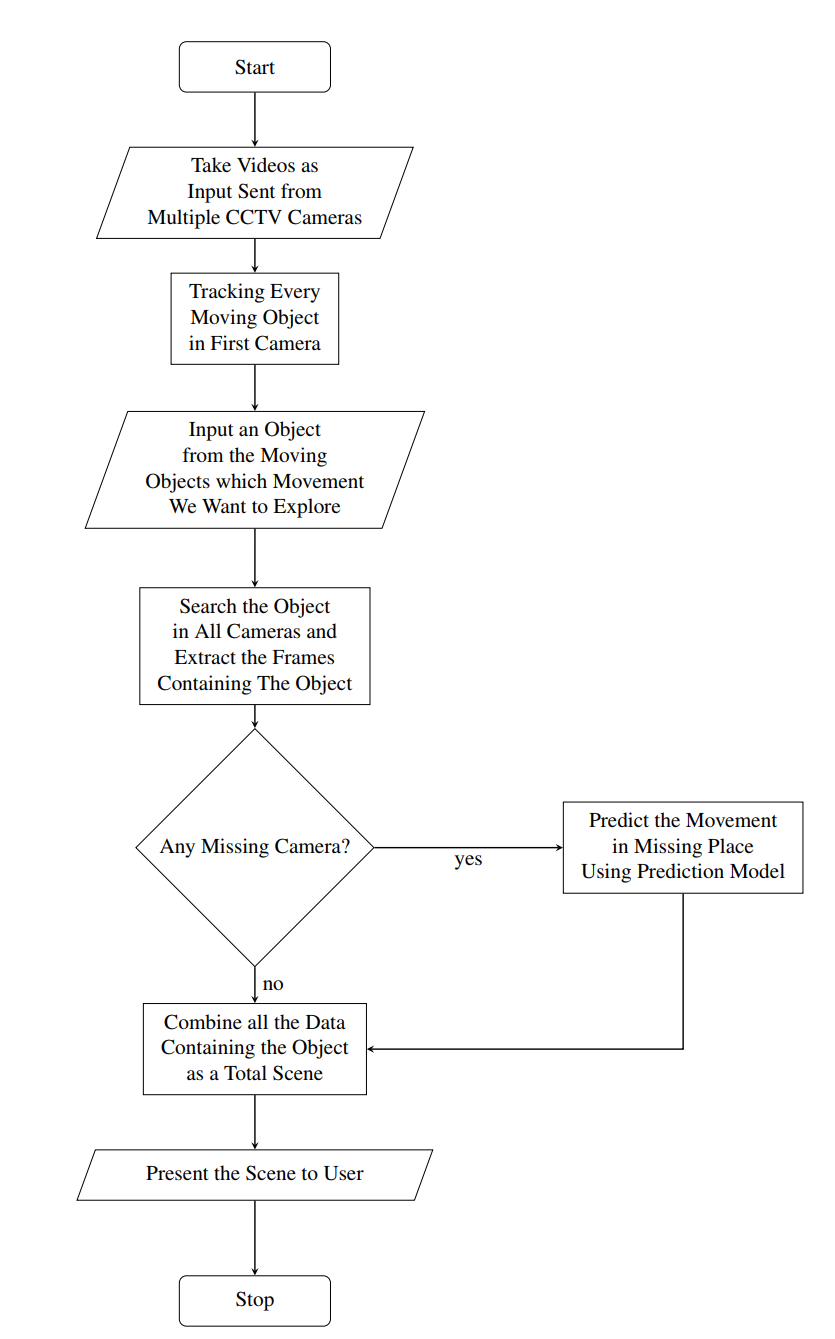 Start
Take Videos as
Input Sent from
Multiple CCTV Cameras
Tracking Every
Moving Object
in First Camera
Input an Object
from the Moving
Objects which Movement
We Want to Explore
Search the Object
in All Cameras and
Extract the Frames
Containing The Object
Any Missing Camera?
yes
Predict the Movement
in Missing Place
Using Prediction Model
no
Combine all the Data
Containing the Object
as a Total Scene
Present the Scene to User
Stop